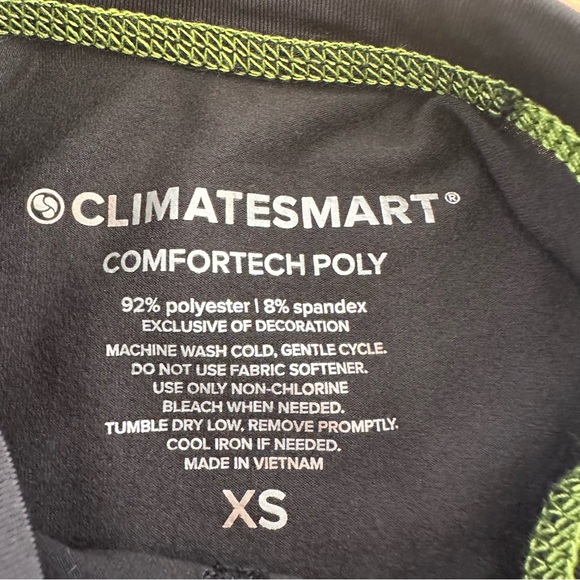 CLIMATESMART®
COMFORTECH POLY
92% polyester | 8% spandex
EXCLUSIVE OF DECORATION
MACHINE WASH COLD, GENTLE CYCLE.
DO NOT USE FABRIC SOFTENER.
USE ONLY NON-CHLORINE
BLEACH WHEN NEEDED.
TUMBLE DRY LOW, REMOVE PROMPTLY.
COOL IRON IF NEEDED.
MADE IN VIETNAM
XS